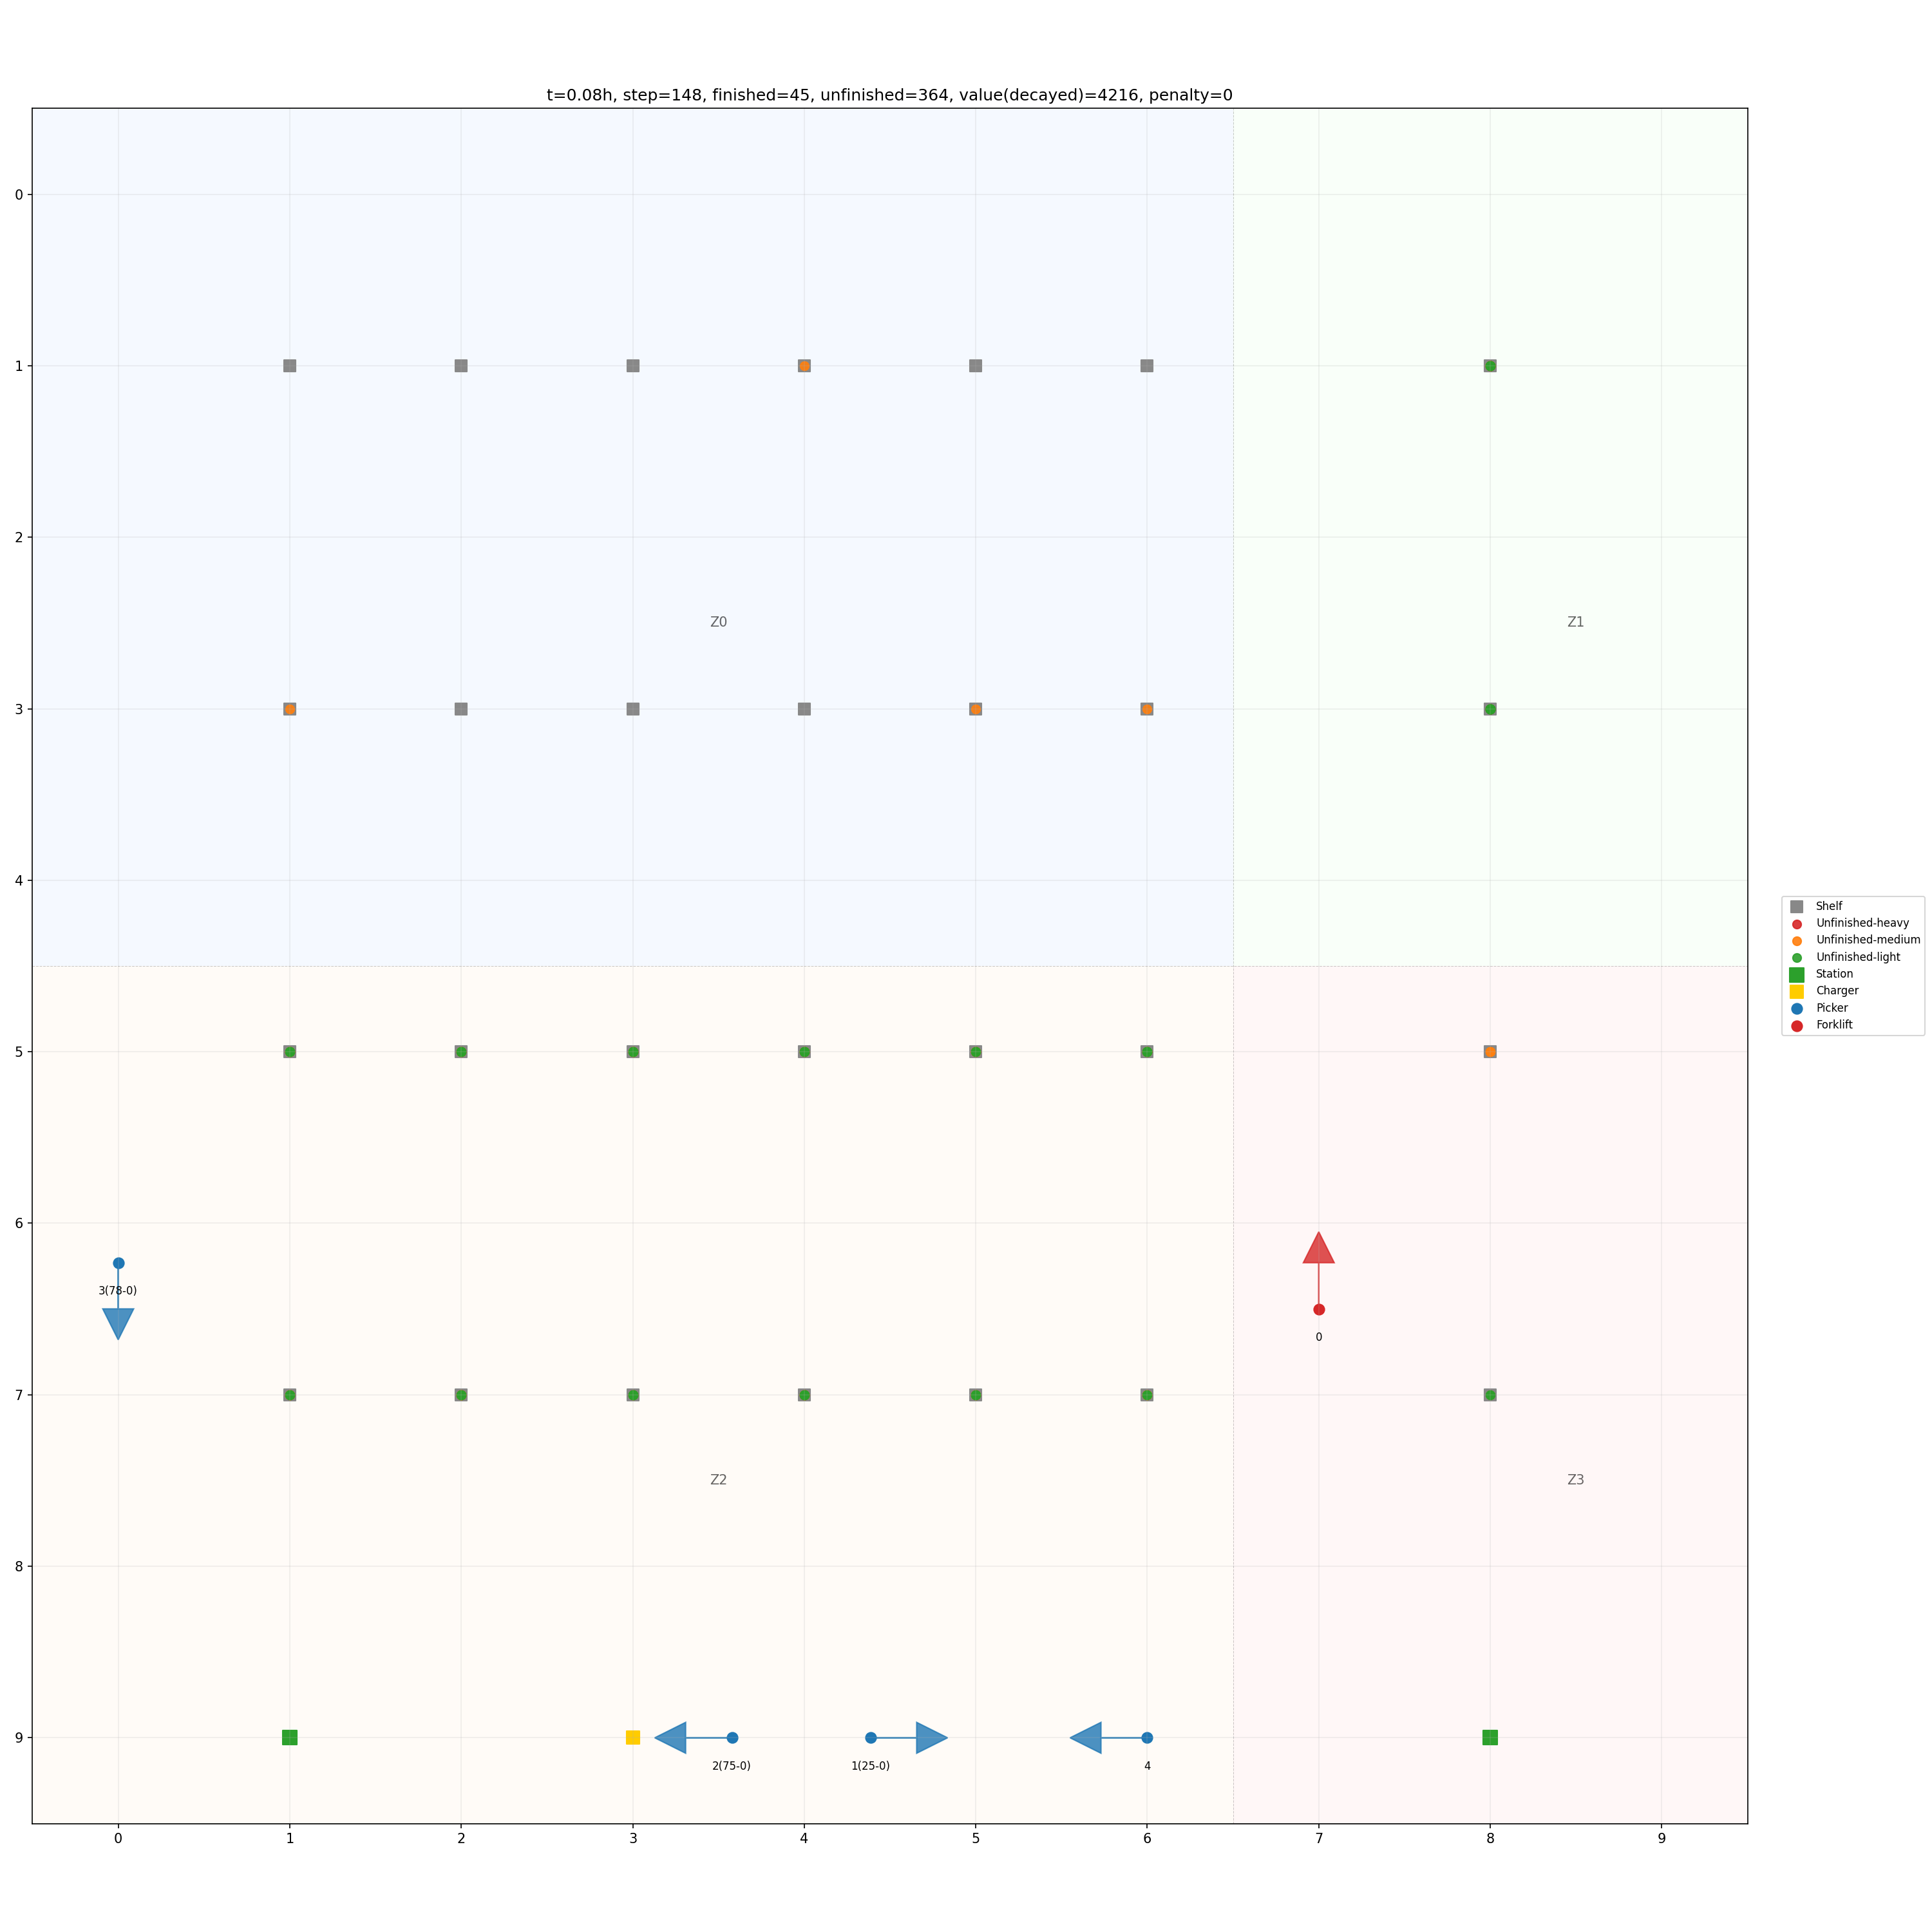 t=0.08h, step=148, finished=45, unfinished=364, value(decayed)=4216, penalty=0
0
1
2
Z0
Z1
3
4
Shelf
Unfinished-heavy
Unfinished-medium
Unfinished-light
Station
Charger
Picker
Forklift
5
6
3(78-0)
0
7
Z2
Z3
8
9
2(75-0)
1(25-0)
4
0
1
2
3
4
5
6
7
8
9